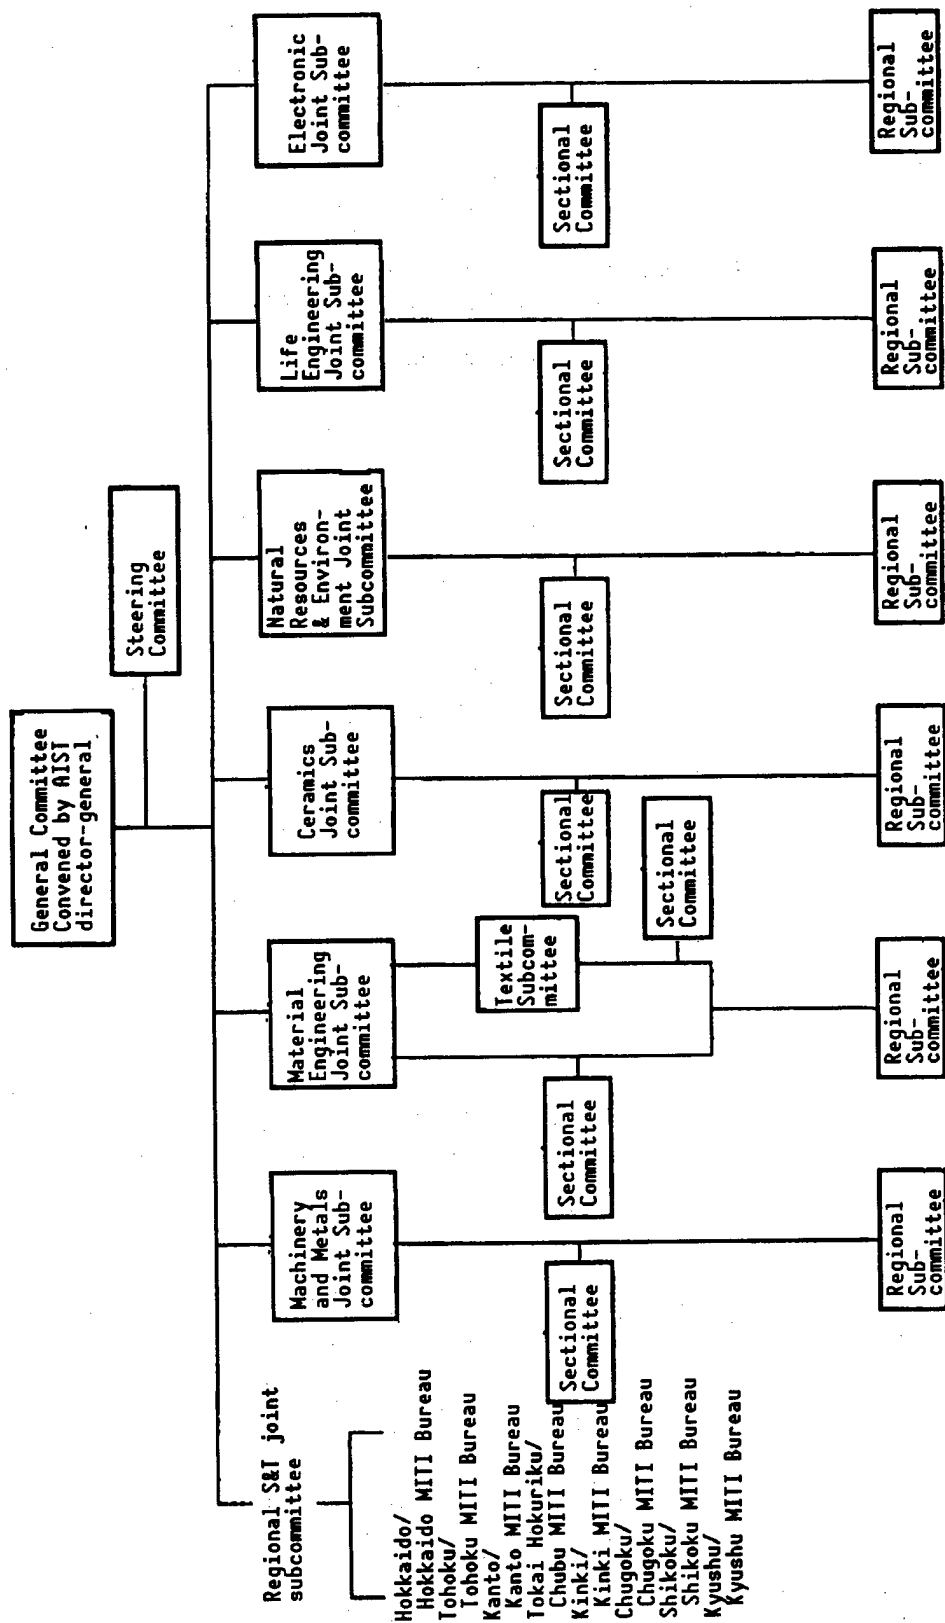 General Committee
Convened by AIST
director-general
Steering
Committee
Regional S&T joint
subcommittee
Machinery
and Metals
Joint Sub-
committee
Material
Engineering
Joint Sub-
committee
Ceramics
Joint Sub-
committee
Natural
Resources
& Environ-
ment Joint
Subcommittee
Life
Engineering
Joint Sub-
committee
Electronic
Joint Sub-
committee
Hokkaido/
Hokkaido MITI Bureau
Tohoku/
Tohoku MITI Bureau
Kanto/
Kanto MITI Bureau
Tokai Hokuriku/
Chubu MITI Bureau
Kinki/
Kinki MITI Bureau
Chugoku/
Chugoku MITI Bureau
Shikoku/
Shikoku MITI Bureau
Kyushu/
Kyushu MITI Bureau
Sectional
Committee
Sectional
Committee
Textile
Subcom-
mittee
Sectional
Committee
Sectional
Committee
Sectional
Committee
Sectional
Committee
Sectional
Committee
Regional
Sub-
committee
Regional
Sub-
committee
Regional
Sub-
committee
Regional
Sub-
committee
Regional
Sub-
committee
Regional
Sub-
committee